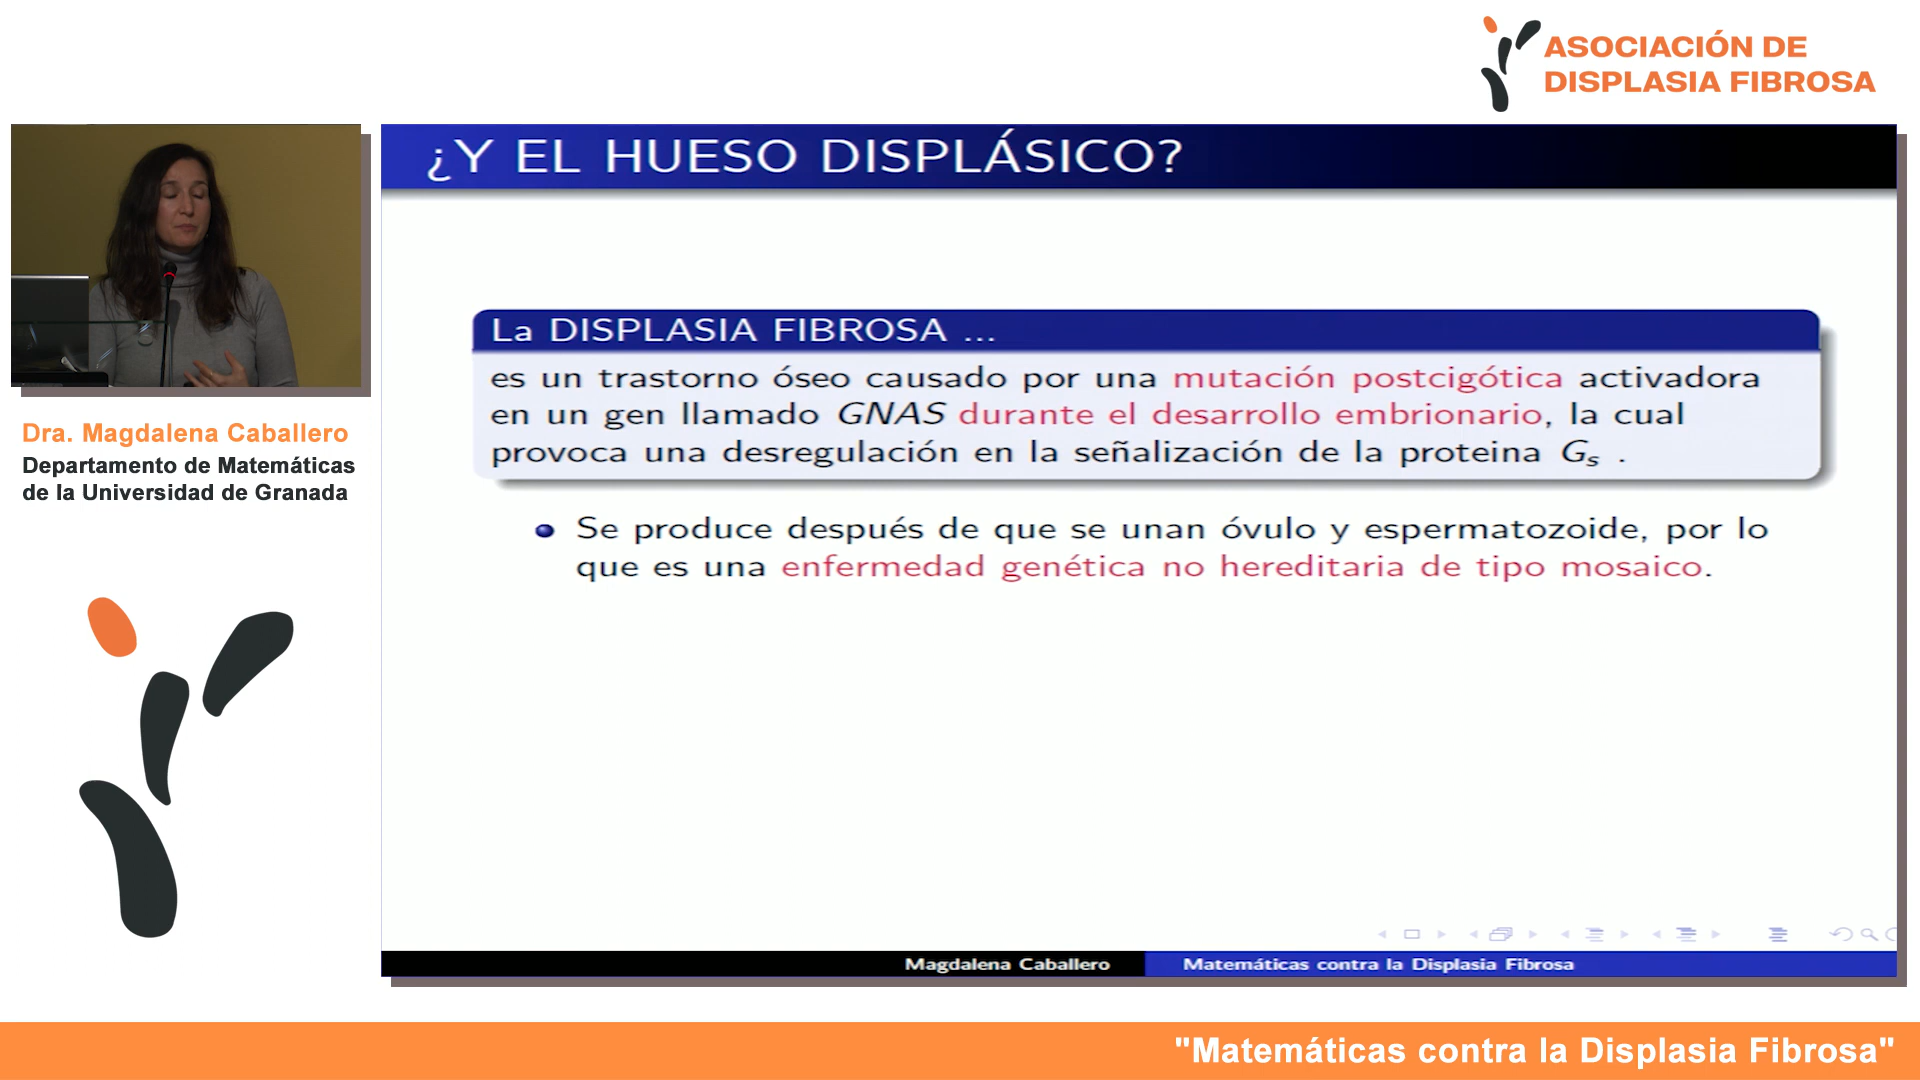 ASOCIACIÓN DE
DISPLASIA FIBROSA
¿Y EL HUESO DISPLÁSICO?
La DISPLASIA FIBROSA ...
es un trastorno óseo causado por una mutación postcigótica activadora
en un gen llamado GNAS durante el desarrollo embrionario, la cual
provoca una desregulación en la señalización de la proteina Gs .
Se produce después de que se unan óvulo y espermatozoide, por lo
que es una enfermedad genética no hereditaria de tipo mosaico.
Dra. Magdalena Caballero
Departamento de Matemáticas
de la Universidad de Granada
Magdalena Caballero
Matemáticas contra la Displasia Fibrosa
"Matemáticas contra la Displasia Fibrosa"